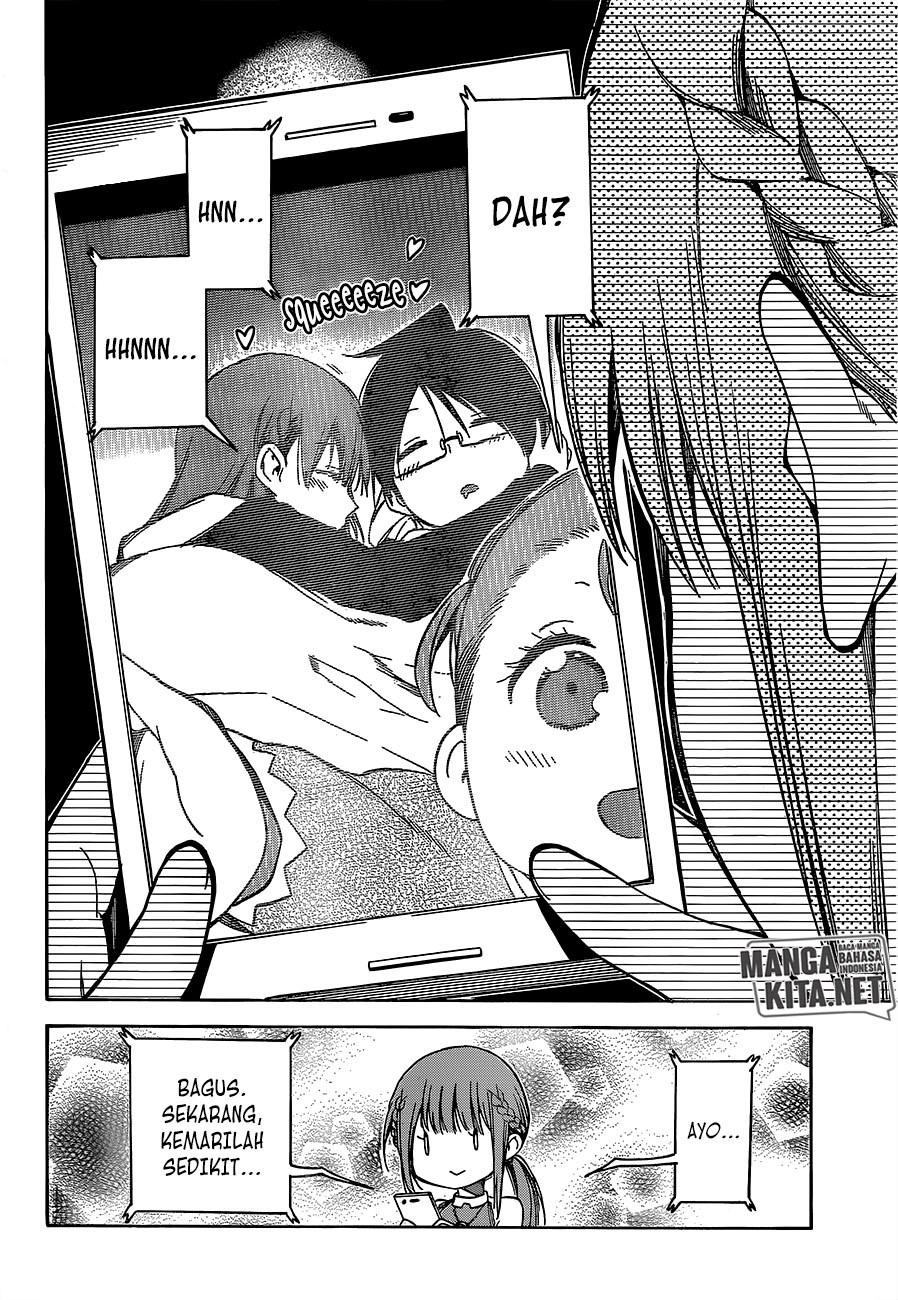 DAH?
HNN...
HHNNN...
squeeeeeze
AYO...
BAGUS.
SEKARANG,
KEMARILAH
SEDIKIT...
MANGA
KITA.NET
BACA MANGA
BAHASA
INDONESIA